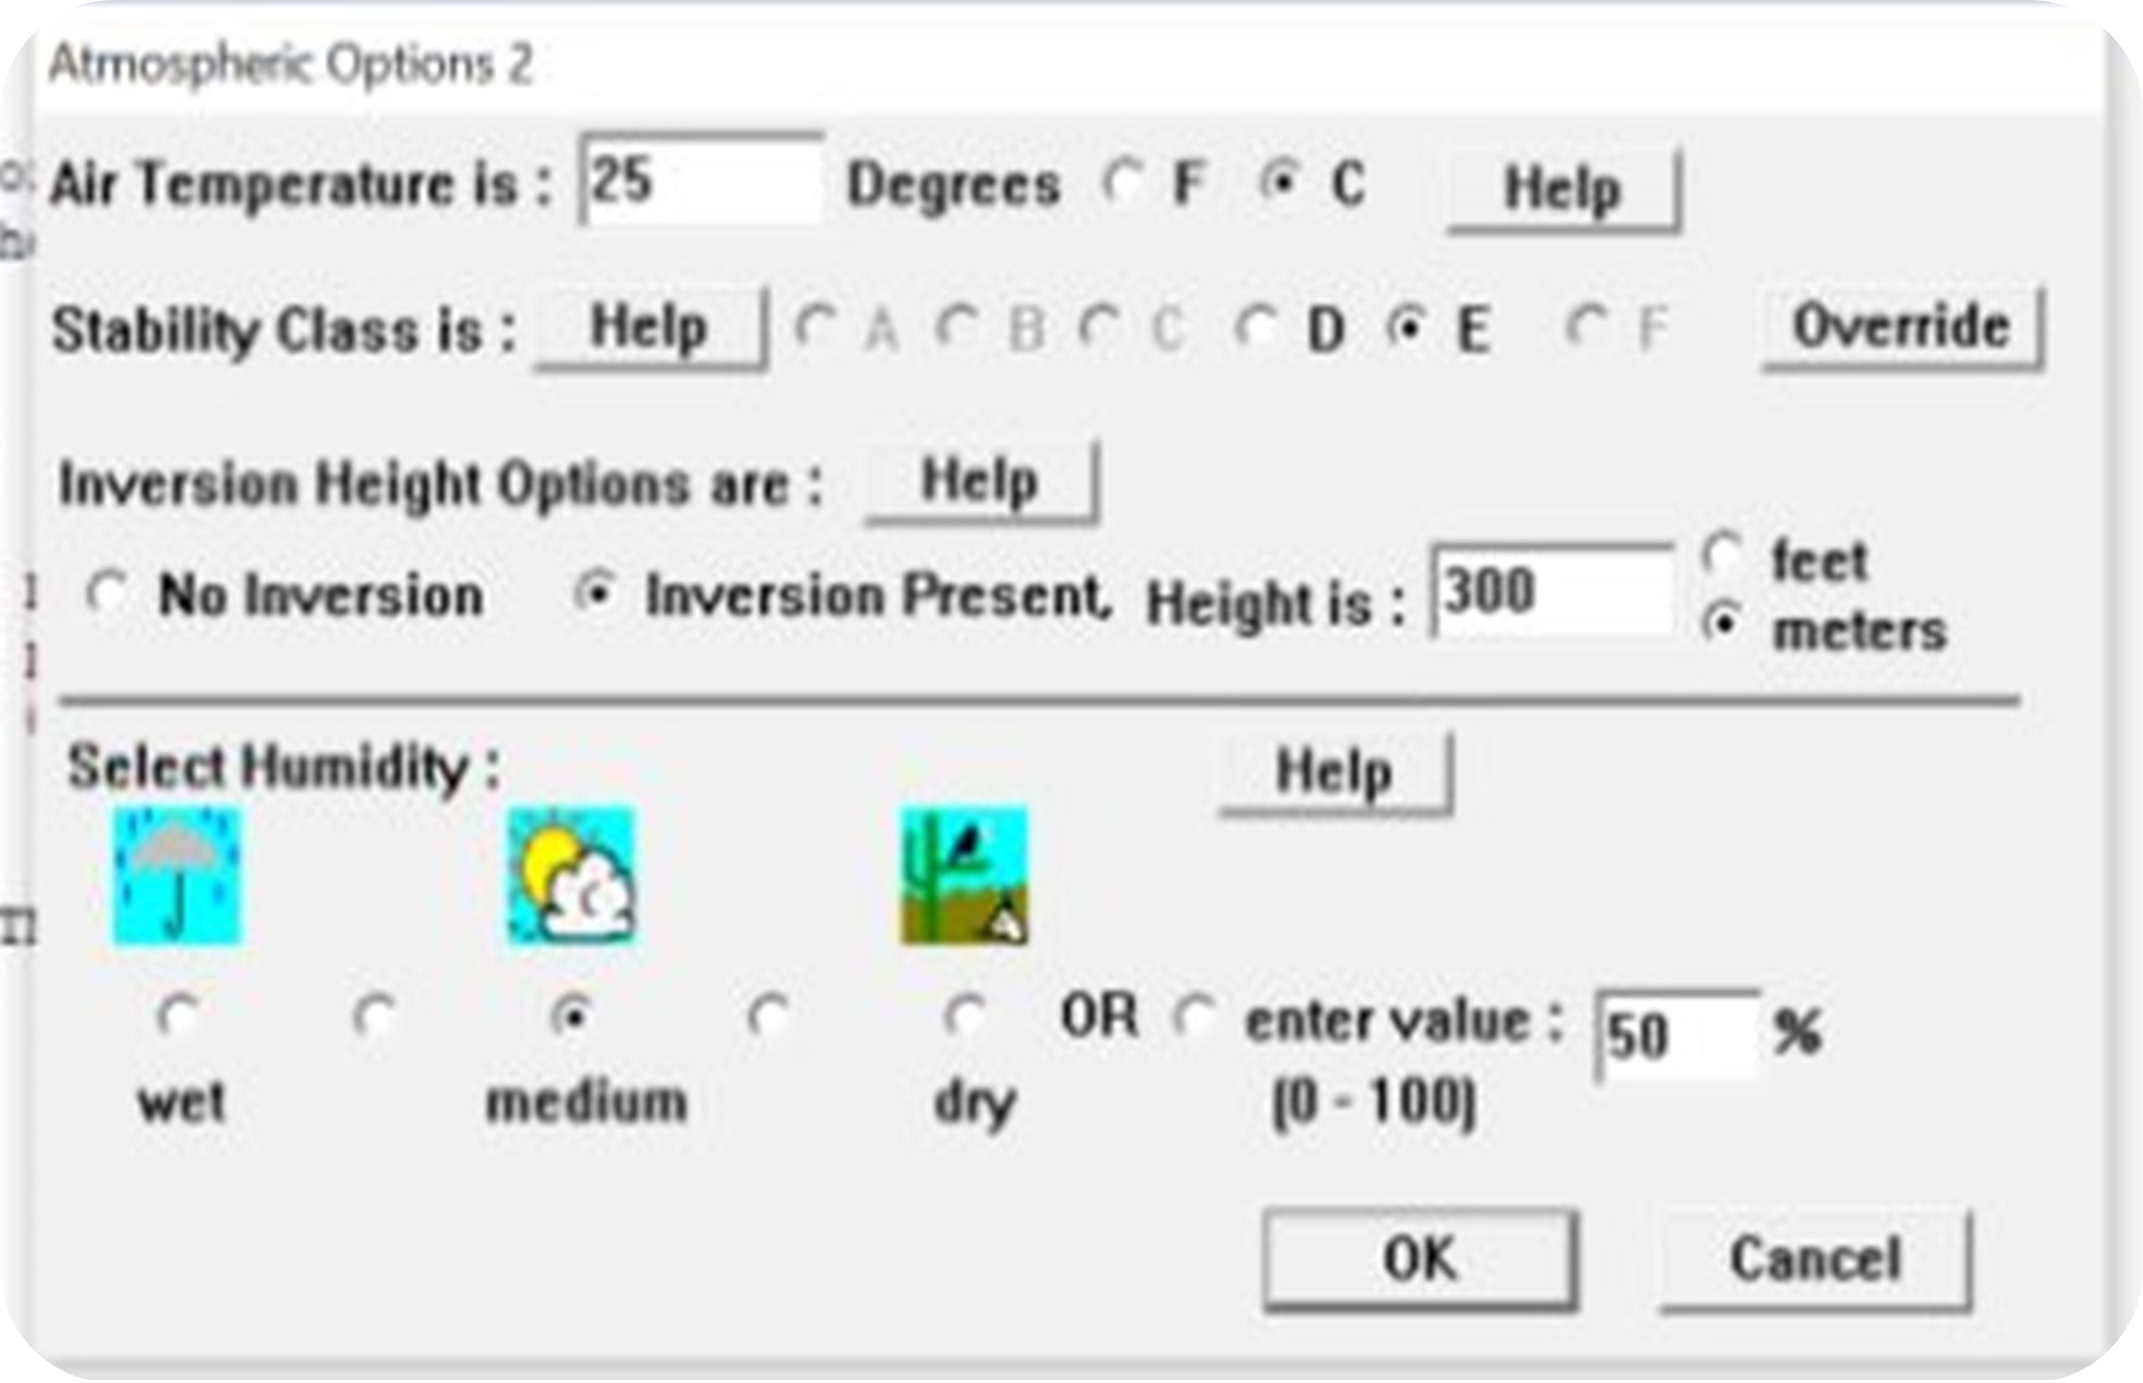 Atmospheric Options 2
Air Temperature is : 25 Degrees F C Help
Stability Class is : Help A B C D E F Override
Inversion Height Options are : Help
No Inversion Inversion Present, Height is : 300 feet
meters
Select Humidity : Help
OR enter value : 50 %
wet medium dry (0 - 100)
OK Cancel